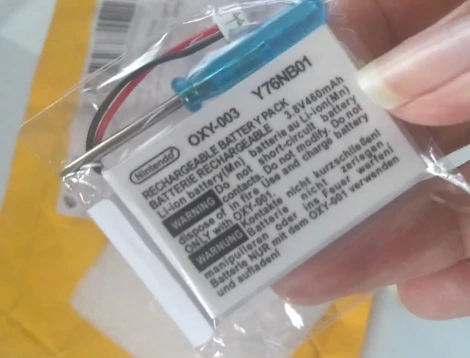 Nintendo
OXY-003 Y76NB01
RECHARGEABLE BATTERY PACK
BATTERIE RECHARGEABLE 3.8V460mAh
Li-ion battery(Mn) batterie au Li-ion(Mn)
WARNING Do not short-circuit battery
contacts. Do not modify. Do not
dispose of in fire Use and charge battery
ONLY with OXY-001
WARNUNG Kontakte nicht kurzschließen!
Batterie nicht zerlegen,
manipulieren oder ins Feuer werfen!
Batterie NUR mit dem OXY-001 verwenden
und aufladen!